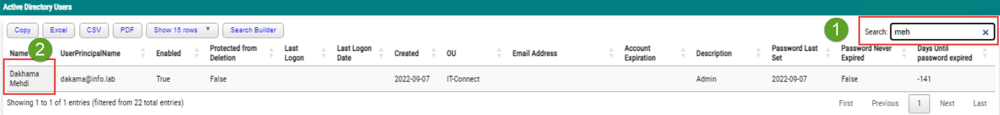 Active Directory Users
Copy Excel CSV PDF Show 15 rows ▼ Search Builder
1
Search: meh ×
2
Name UserPrincipalName Enabled Protected from Deletion Last Logon Last Logon Date Created OU Email Address Account Expiration Description Password Last Set Password Never Expired Days Until password expired
Dakhama Mehdi dakama@info.lab True False 2022-09-07 IT-Connect Admin 2022-09-07 False -141
Showing 1 to 1 of 1 entries (filtered from 22 total entries)
First Previous 1 Next Last